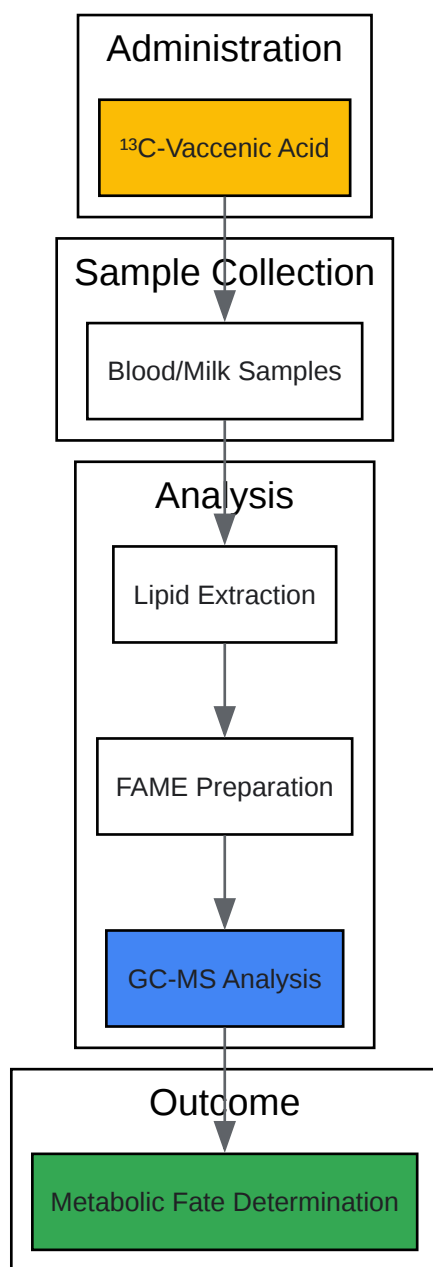 Administration
¹³C-Vaccenic Acid
Sample Collection
Blood/Milk Samples
Analysis
Lipid Extraction
FAME Preparation
GC-MS Analysis
Outcome
Metabolic Fate Determination